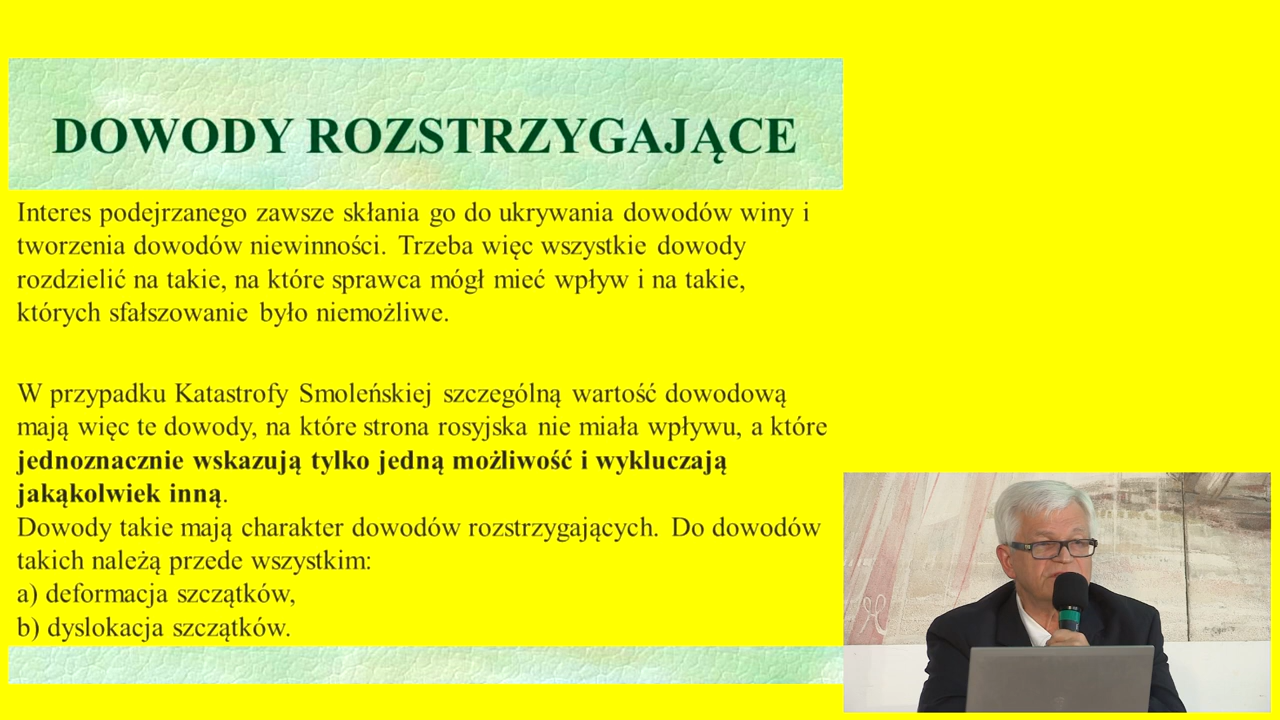 DOWODY ROZSTRZYGAJĄCE
Interes podejrzanego zawsze skłania go do ukrywania dowodów winy i
tworzenia dowodów niewinności. Trzeba więc wszystkie dowody
rozdzielić na takie, na które sprawca mógł mieć wpływ i na takie,
których sfałszowanie było niemożliwe.
W przypadku Katastrofy Smoleńskiej szczególną wartość dowodową
mają więc te dowody, na które strona rosyjska nie miała wpływu, a które
jednoznacznie wskazują tylko jedną możliwość i wykluczają
jakąkolwiek inną.
Dowody takie mają charakter dowodów rozstrzygających. Do dowodów
takich należą przede wszystkim:
a) deformacja szczątków,
b) dyslokacja szczątków.